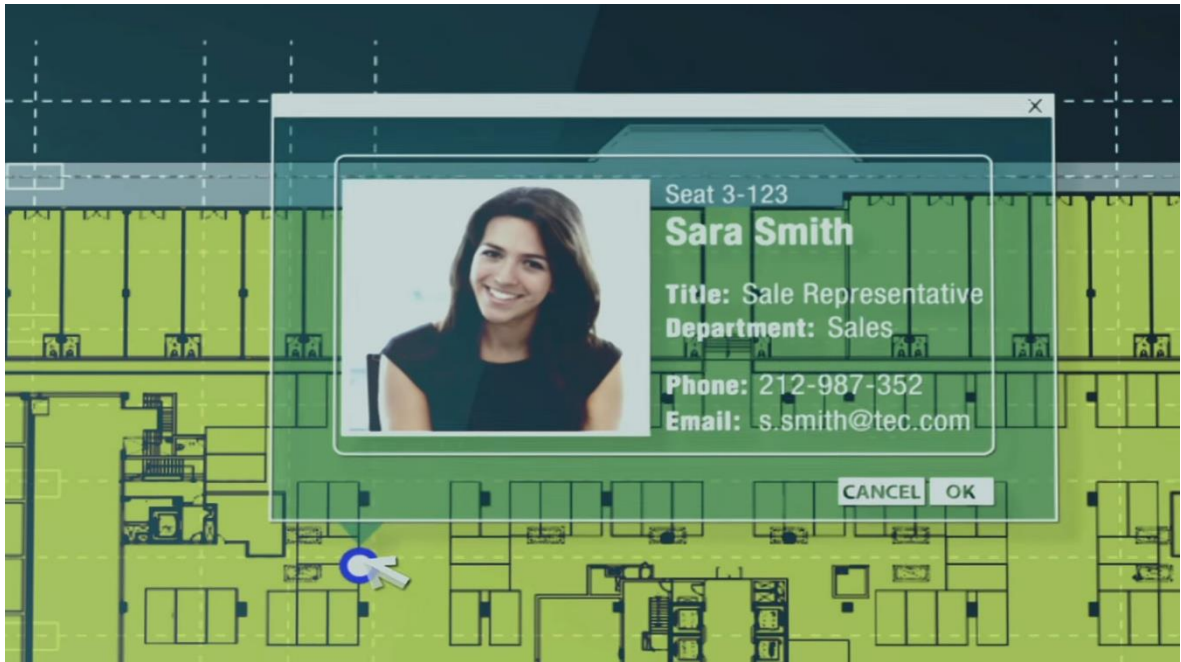 Seat 3-123
Sara Smith
Title: Sale Representative
Department: Sales
Phone: 212-987-352
Email: s.smith@tec.com
CANCEL OK